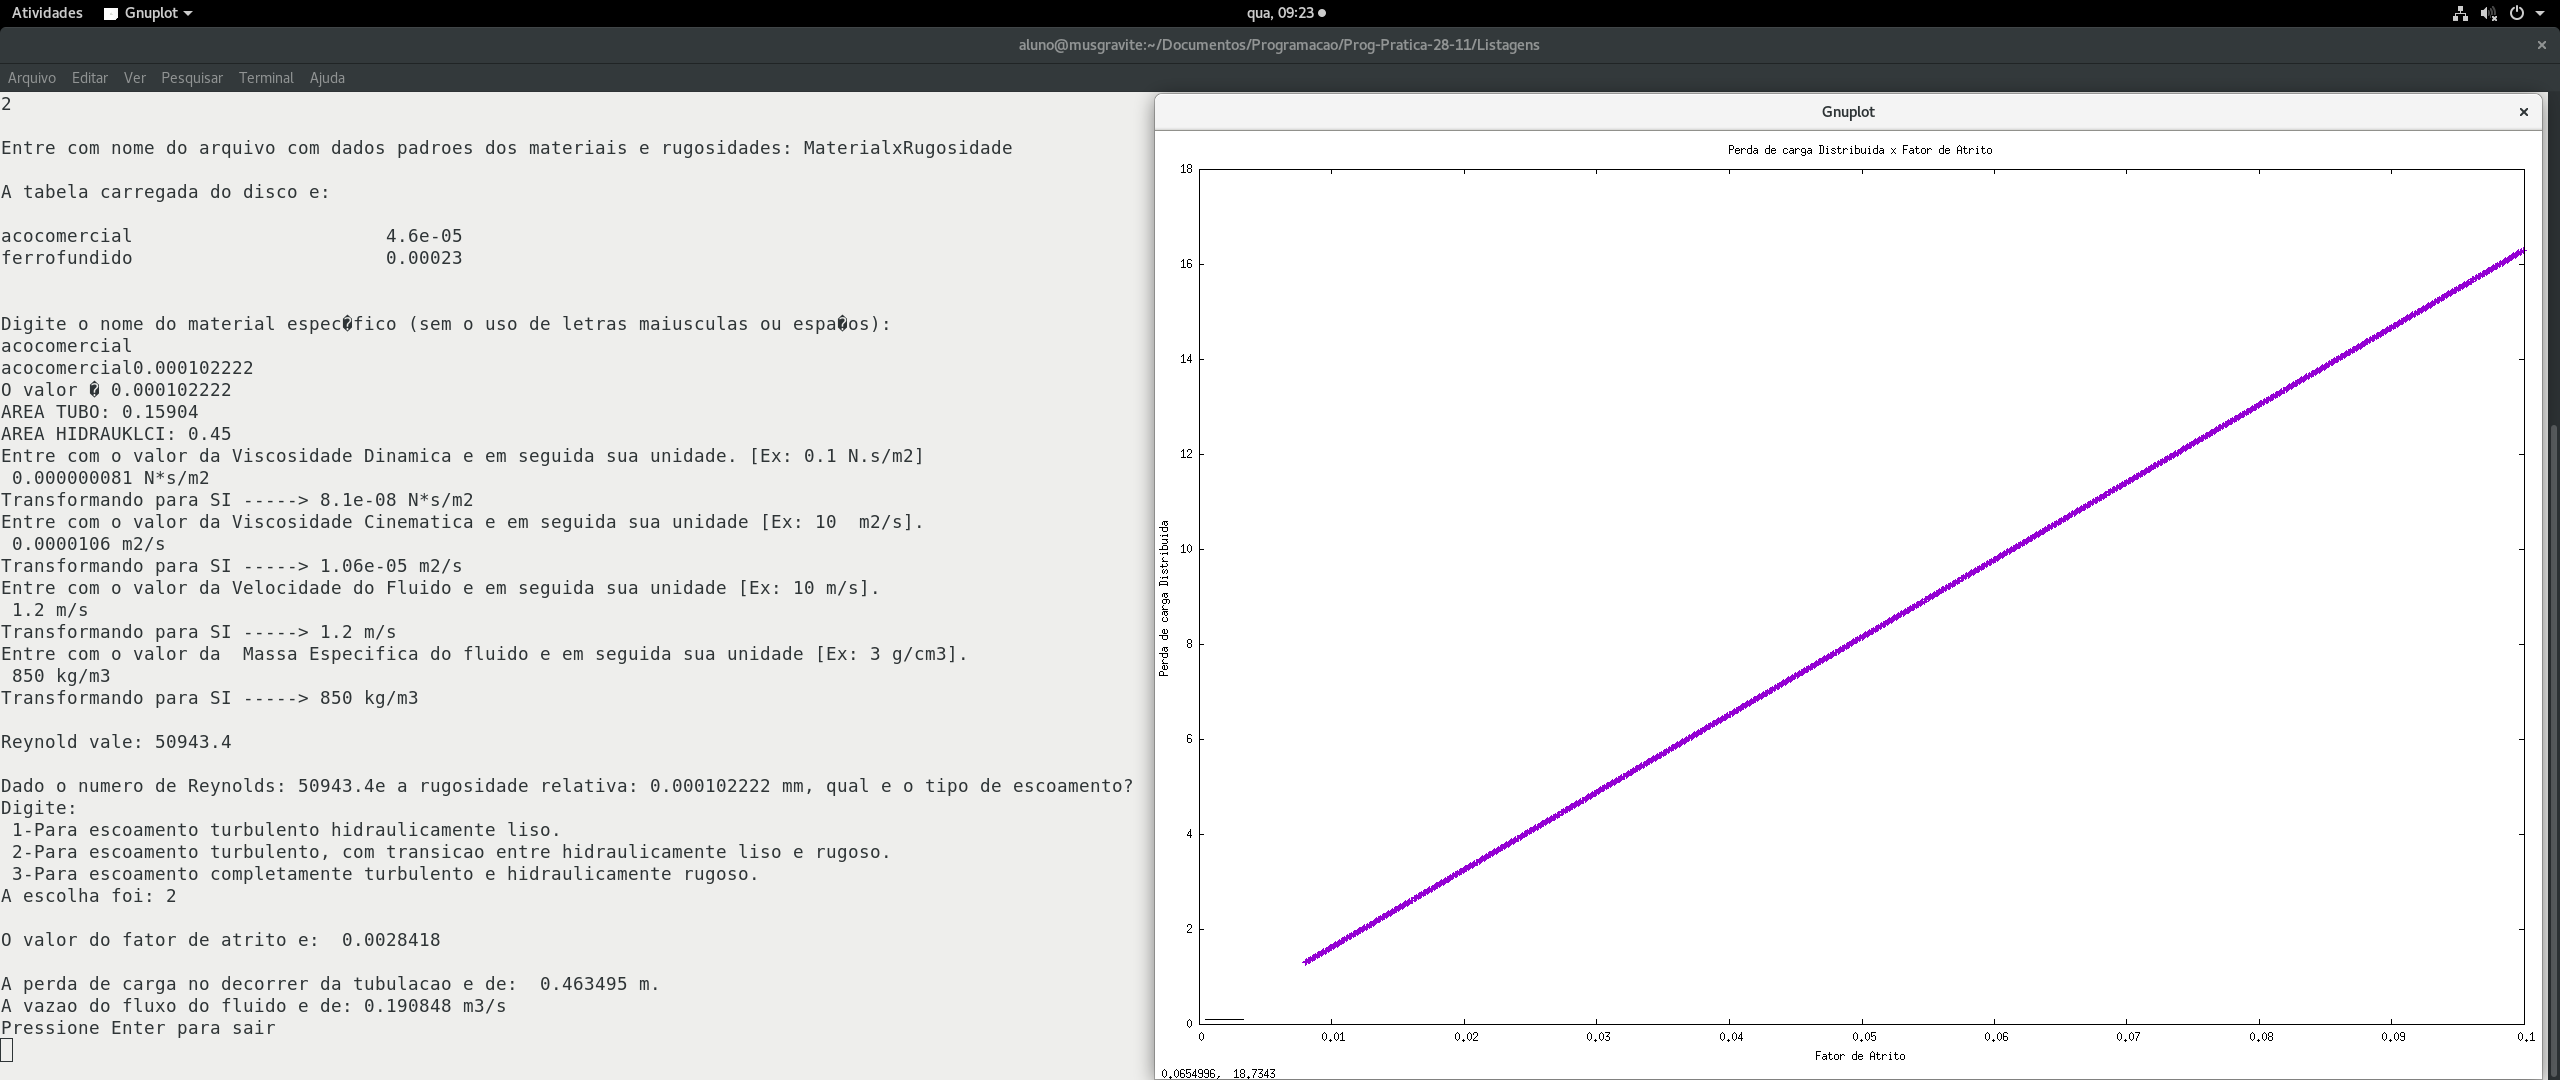 Atividades Gnuplot qua, 09:23
aluno@musgravite:~/Documentos/Programacao/Prog-Pratica-28-11/Listagens
Arquivo Editar Ver Pesquisar Terminal Ajuda
2
Entre com nome do arquivo com dados padroes dos materiais e rugosidades: MaterialxRugosidade
A tabela carregada do disco e:
acocomercial 4.6e-05
ferrofundido 0.00023
Digite o nome do material espec�fico (sem o uso de letras maiusculas ou espa�os):
acocomercial
acocomercial0.000102222
O valor � 0.000102222
AREA TUBO: 0.15904
AREA HIDRAUKLCI: 0.45
Entre com o valor da Viscosidade Dinamica e em seguida sua unidade. [Ex: 0.1 N.s/m2]
0.000000081 N*s/m2
Transformando para SI -----> 8.1e-08 N*s/m2
Entre com o valor da Viscosidade Cinematica e em seguida sua unidade [Ex: 10  m2/s].
0.0000106 m2/s
Transformando para SI -----> 1.06e-05 m2/s
Entre com o valor da Velocidade do Fluido e em seguida sua unidade [Ex: 10 m/s].
1.2 m/s
Transformando para SI -----> 1.2 m/s
Entre com o valor da  Massa Especifica do fluido e em seguida sua unidade [Ex: 3 g/cm3].
850 kg/m3
Transformando para SI -----> 850 kg/m3
Reynold vale: 50943.4
Dado o numero de Reynolds: 50943.4e a rugosidade relativa: 0.000102222 mm, qual e o tipo de escoamento?
Digite:
1-Para escoamento turbulento hidraulicamente liso.
2-Para escoamento turbulento, com transicao entre hidraulicamente liso e rugoso.
3-Para escoamento completamente turbulento e hidraulicamente rugoso.
A escolha foi: 2
O valor do fator de atrito e:  0.0028418
A perda de carga no decorrer da tubulacao e de:  0.463495 m.
A vazao do fluxo do fluido e de: 0.190848 m3/s
Pressione Enter para sair
Gnuplot
Perda de carga Distribuida x Fator de Atrito
18
16
14
12
10
8
6
4
2
0
Perda de carga Distribuida
0 0.01 0.02 0.03 0.04 0.05 0.06 0.07 0.08 0.09 0.1
Fator de Atrito
0.0654996, 18.7343